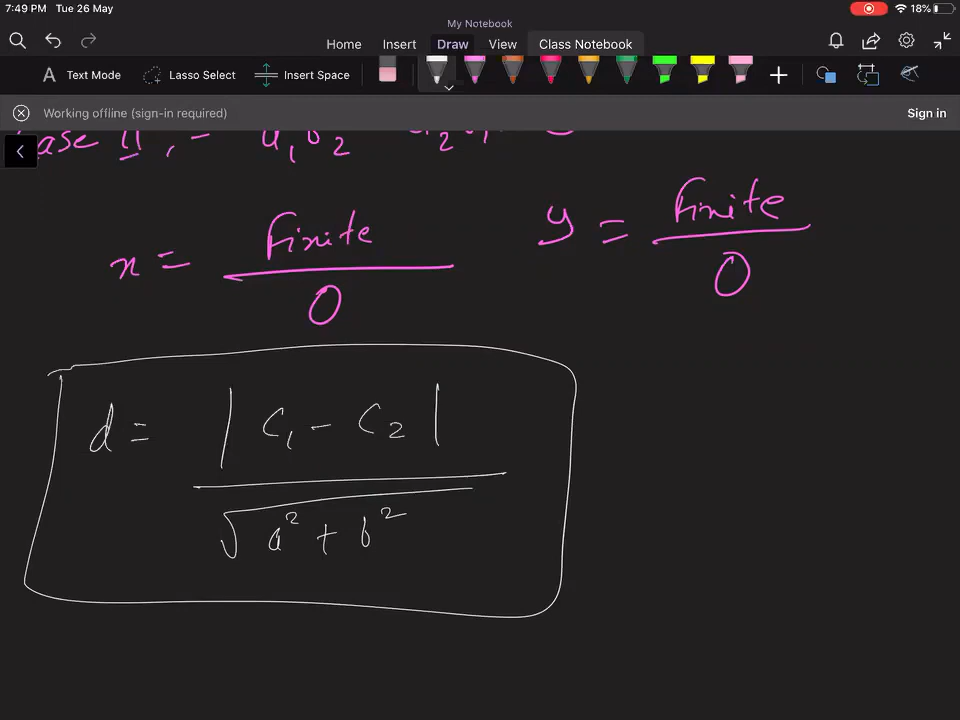 7:49 PM Tue 26 May
18%
My Notebook
Home Insert Draw View Class Notebook
Text Mode Lasso Select Insert Space
Working offline (sign-in required) Sign in
x = finite / 0 y = finite / 0
d = | c₁ - c₂ | / √ a² + b²